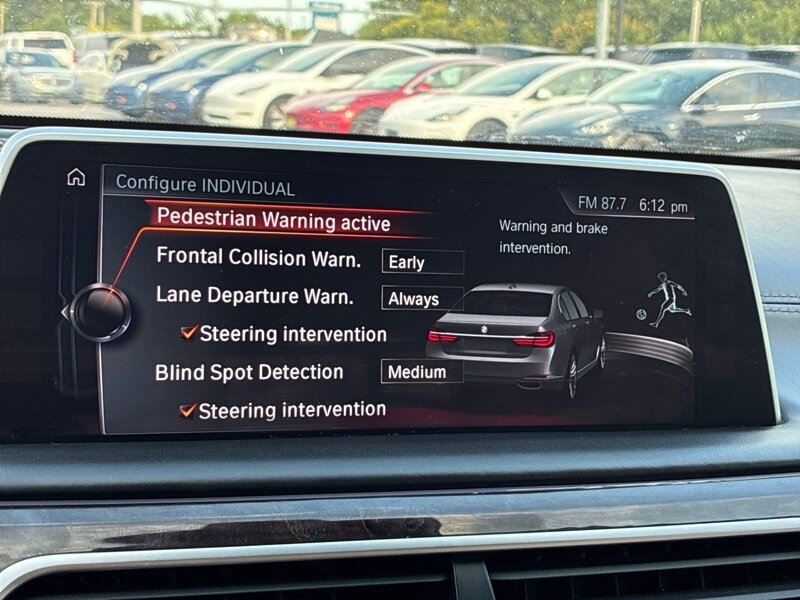 Configure INDIVIDUAL
FM 87.7 6:12 pm
Pedestrian Warning active
Warning and brake
intervention.
Frontal Collision Warn. Early
Lane Departure Warn. Always
Steering intervention
Blind Spot Detection Medium
Steering intervention